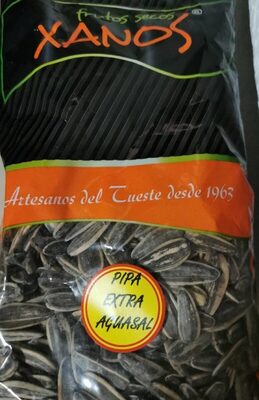 frutos secos
XANOS®
Artesanos del Tueste desde 1963
PIPA
EXTRA
AGUASAL